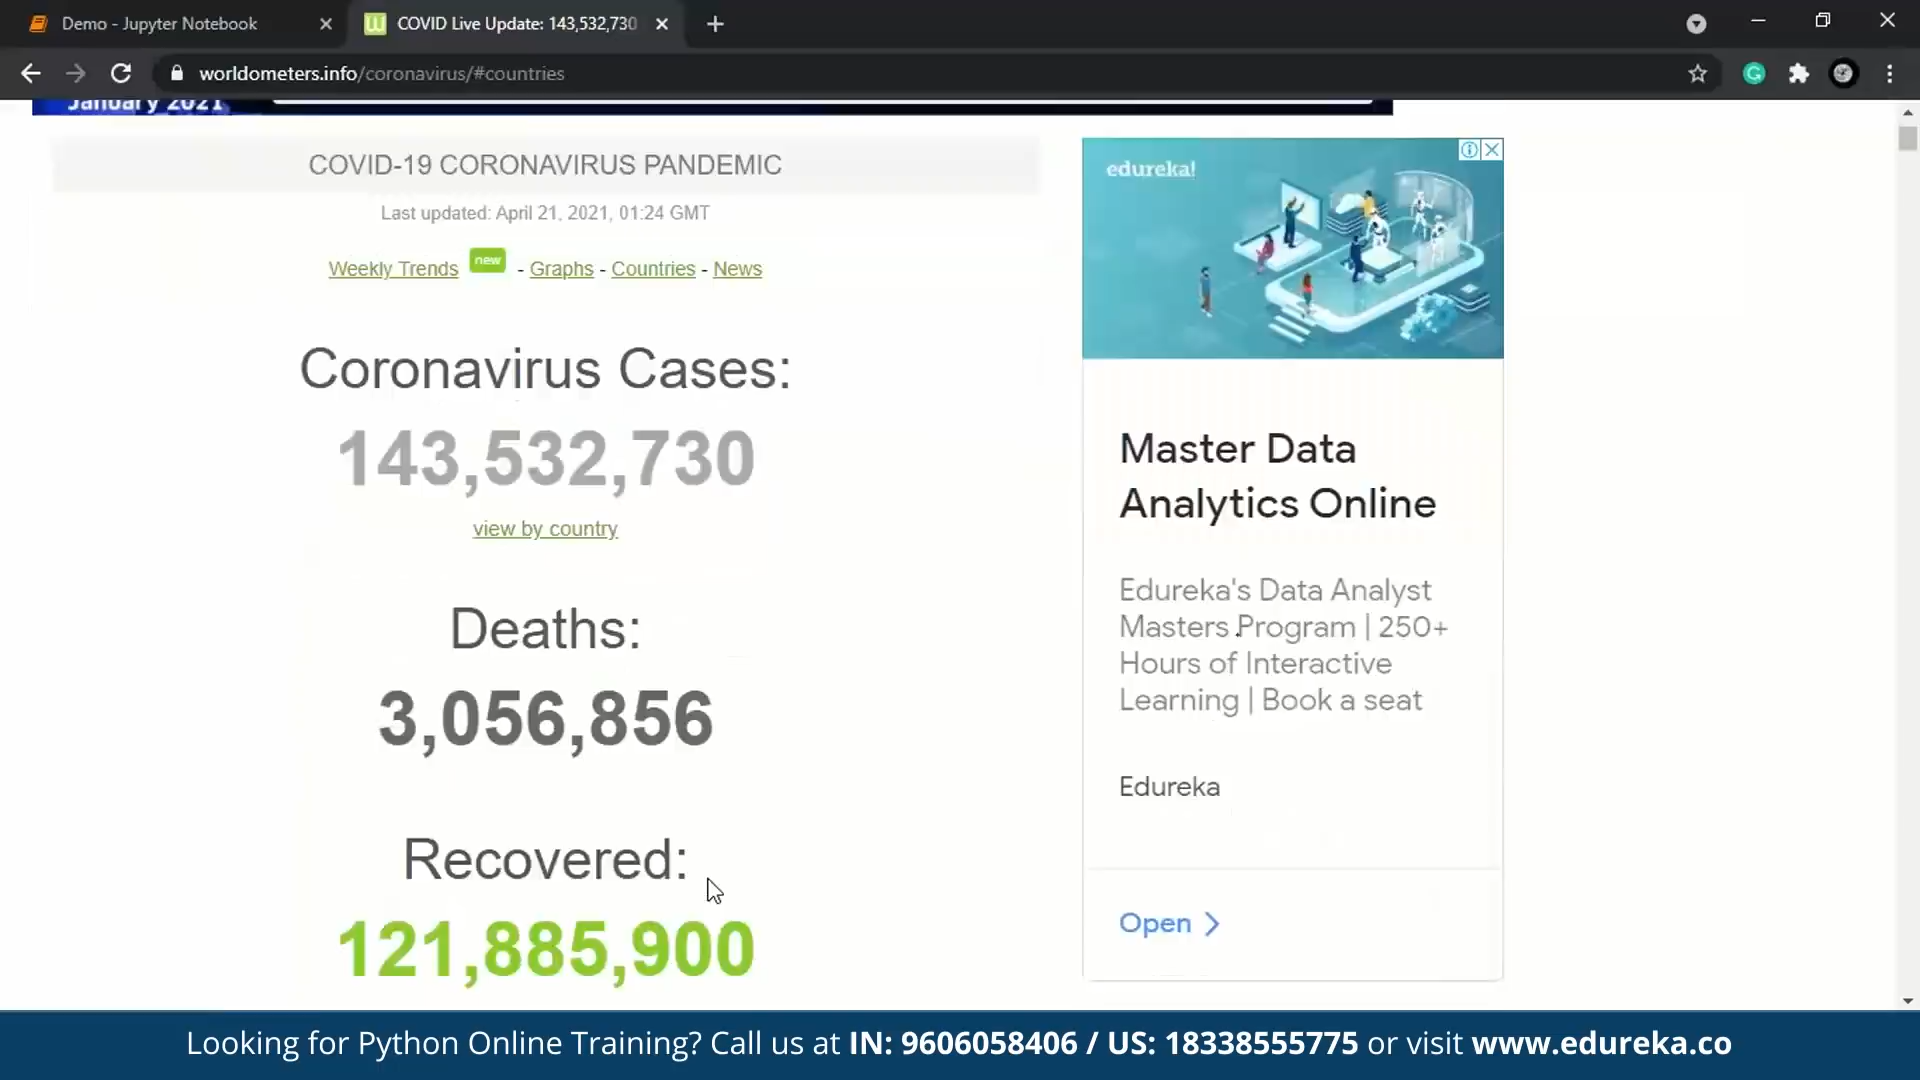 Demo - Jupyter Notebook
COVID Live Update: 143,532,730
worldometers.info/coronavirus/#countries
January 2021
COVID-19 CORONAVIRUS PANDEMIC
Last updated: April 21, 2021, 01:24 GMT
Weekly Trends new - Graphs - Countries - News
Coronavirus Cases:
143,532,730
view by country
Deaths:
3,056,856
Recovered:
121,885,900
edureka!
Master Data
Analytics Online
Edureka's Data Analyst
Masters Program | 250+
Hours of Interactive
Learning | Book a seat
Edureka
Open
Looking for Python Online Training? Call us at IN: 9606058406 / US: 18338555775 or visit www.edureka.co